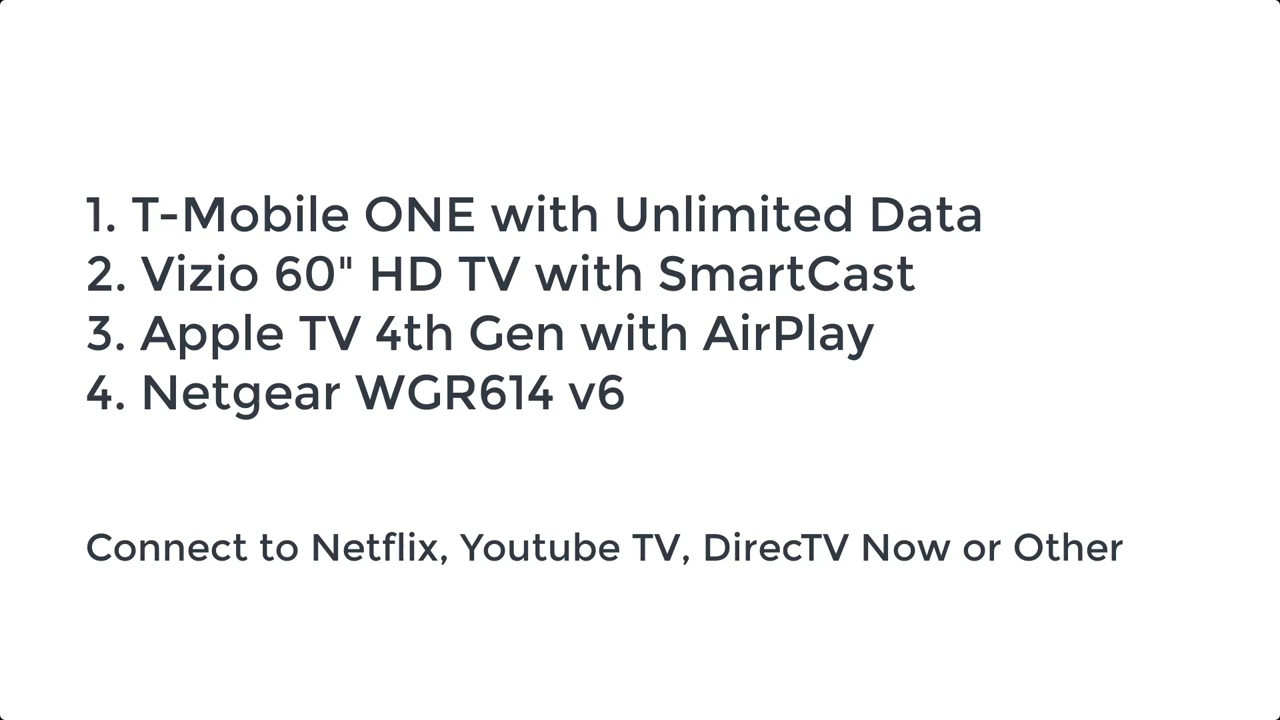 1. T-Mobile ONE with Unlimited Data
2. Vizio 60" HD TV with SmartCast
3. Apple TV 4th Gen with AirPlay
4. Netgear WGR614 v6
Connect to Netflix, Youtube TV, DirecTV Now or Other